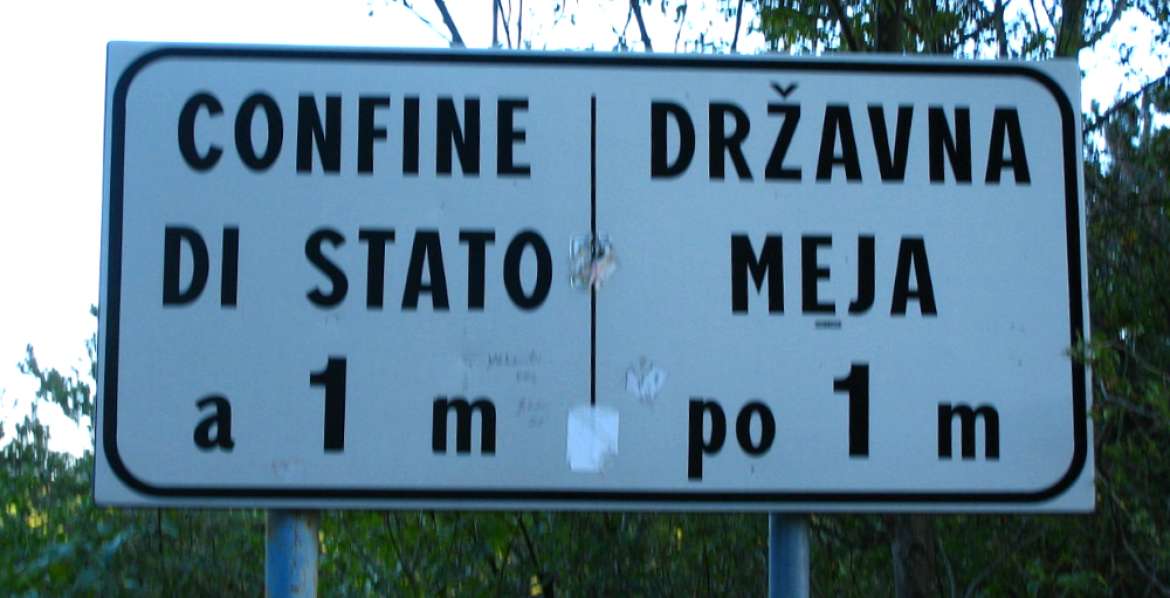 CONFINE
DI STATO
a 1 m
DRŽAVNA
MEJA
po 1 m